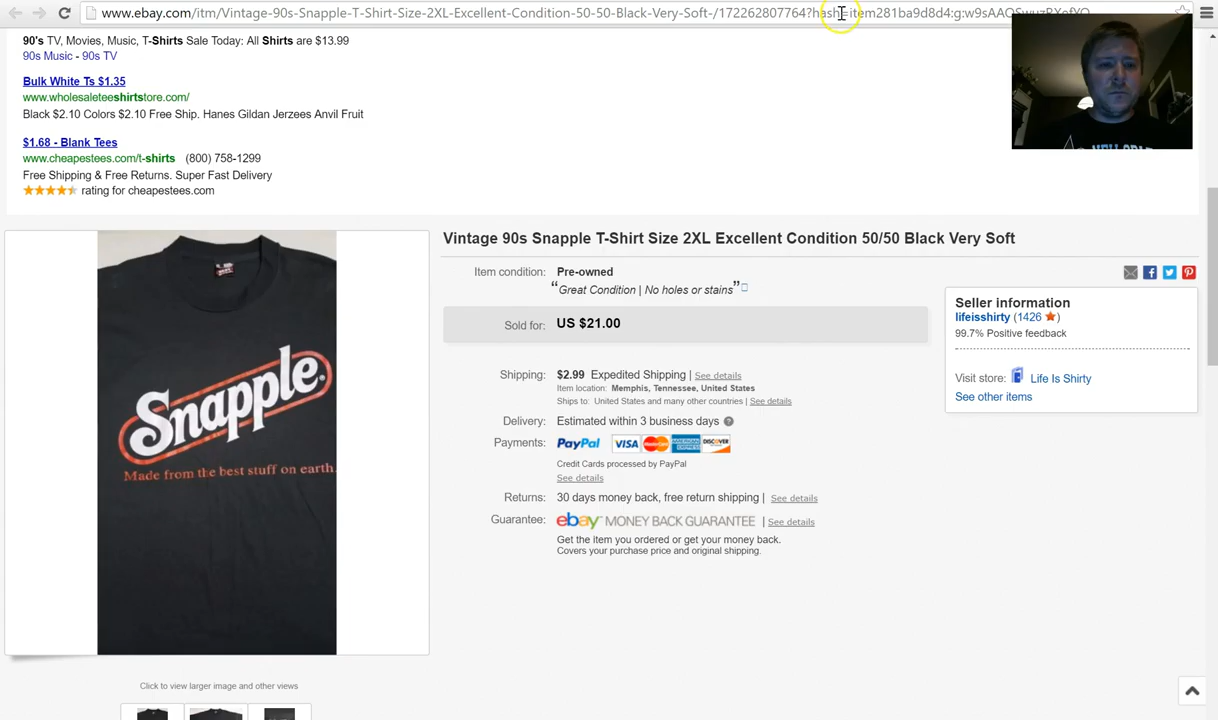 www.ebay.com/itm/Vintage-90s-Snapple-T-Shirt-Size-2XL-Excellent-Condition-50-50-Black-Very-Soft-/172262807764?hash=item281ba9d8d4:g:w9sAAOSwuzRXefYO
90's TV, Movies, Music, T-Shirts Sale Today: All Shirts are $13.99
90s Music - 90s TV
Bulk White Ts $1.35
www.wholesaleteeshirtstore.com/
Black $2.10 Colors $2.10 Free Ship. Hanes Gildan Jerzees Anvil Fruit
$1.68 - Blank Tees
www.cheapestees.com/t-shirts (800) 758-1299
Free Shipping & Free Returns. Super Fast Delivery
rating for cheapestees.com
Snapple
Made from the best stuff on earth.
Click to view larger image and other views
Vintage 90s Snapple T-Shirt Size 2XL Excellent Condition 50/50 Black Very Soft
Item condition: Pre-owned
“Great Condition | No holes or stains”
Sold for: US $21.00
Shipping: $2.99 Expedited Shipping | See details
Item location: Memphis, Tennessee, United States
Ships to: United States and many other countries | See details
Delivery: Estimated within 3 business days
Payments: PayPal VISA MasterCard AMERICAN EXPRESS DISCOVER
Credit Cards processed by PayPal
See details
Returns: 30 days money back, free return shipping | See details
Guarantee: ebay MONEY BACK GUARANTEE | See details
Get the item you ordered or get your money back.
Covers your purchase price and original shipping.
Seller information
lifeisshirty (1426)
99.7% Positive feedback
Visit store: Life Is Shirty
See other items